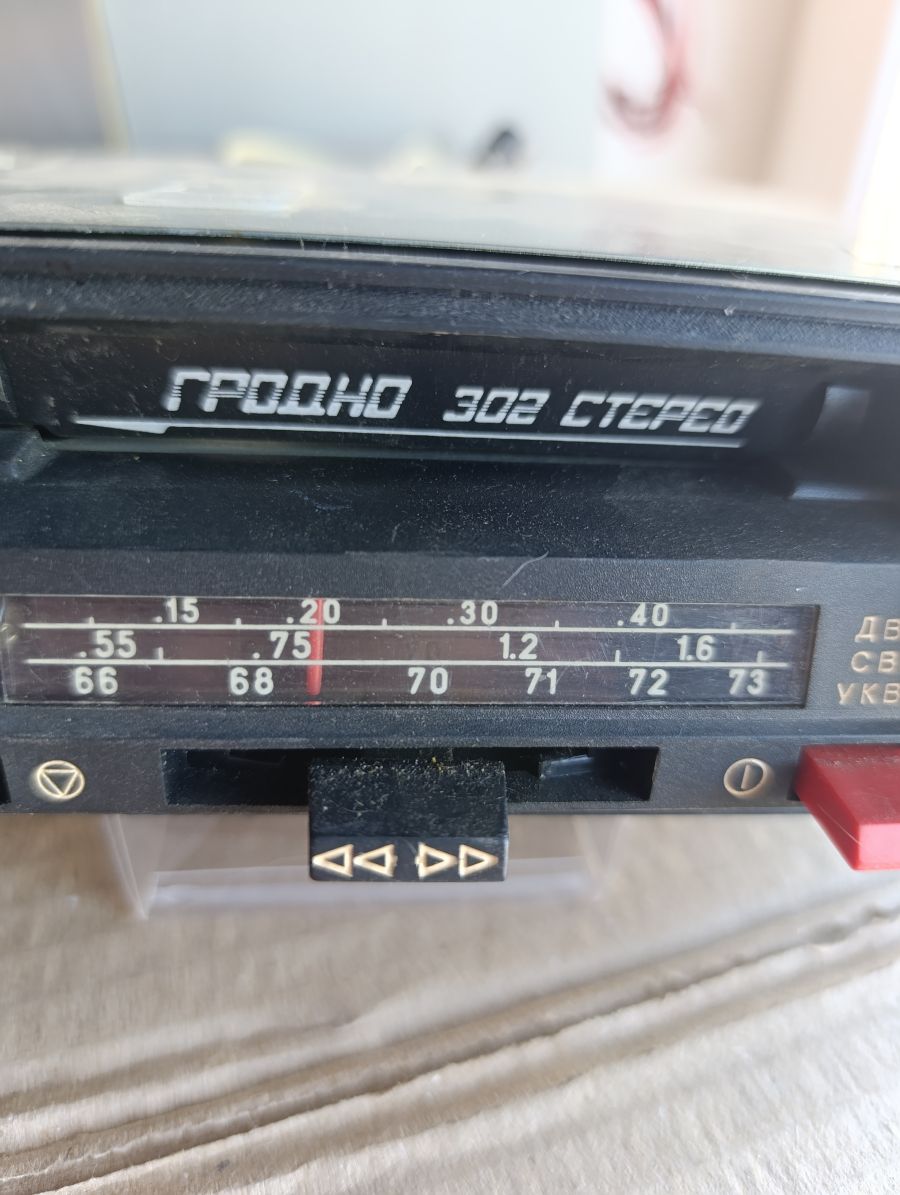 ГРОДНО 302 СТЕРЕО
.15 .20 .30 .40 ДВ
.55 .75 1.2 1.6 СВ
66 68 70 71 72 73 УКВ